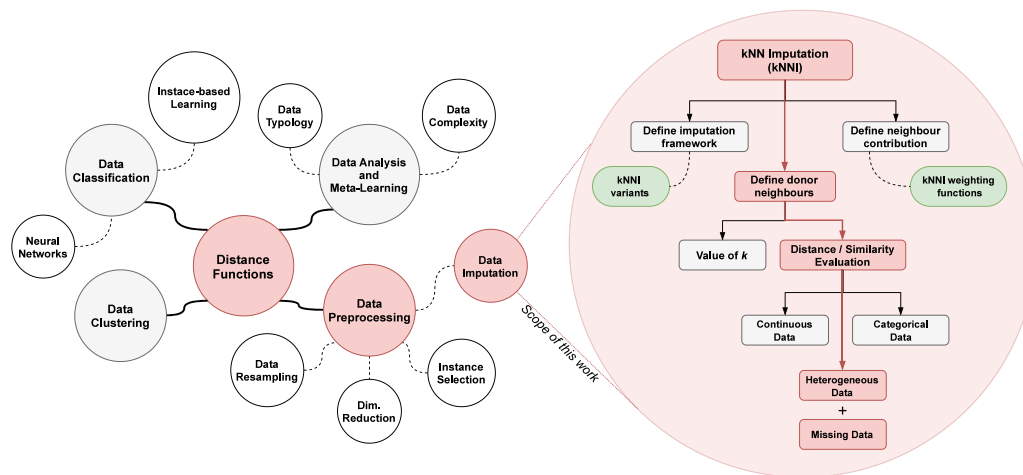 Instace-based
Learning
Data
Typology
Data
Complexity
Data
Classification
Data Analysis
and
Meta-Learning
Neural
Networks
Distance
Functions
Data
Imputation
Data
Clustering
Data
Preprocessing
Data
Resampling
Dim.
Reduction
Instance
Selection
Scope of this work
kNN Imputation
(kNNI)
Define imputation
framework
Define neighbour
contribution
kNNI
variants
Define donor
neighbours
kNNI weighting
functions
Value of k
Distance / Similarity
Evaluation
Continuous
Data
Categorical
Data
Heterogeneous
Data
+
Missing Data